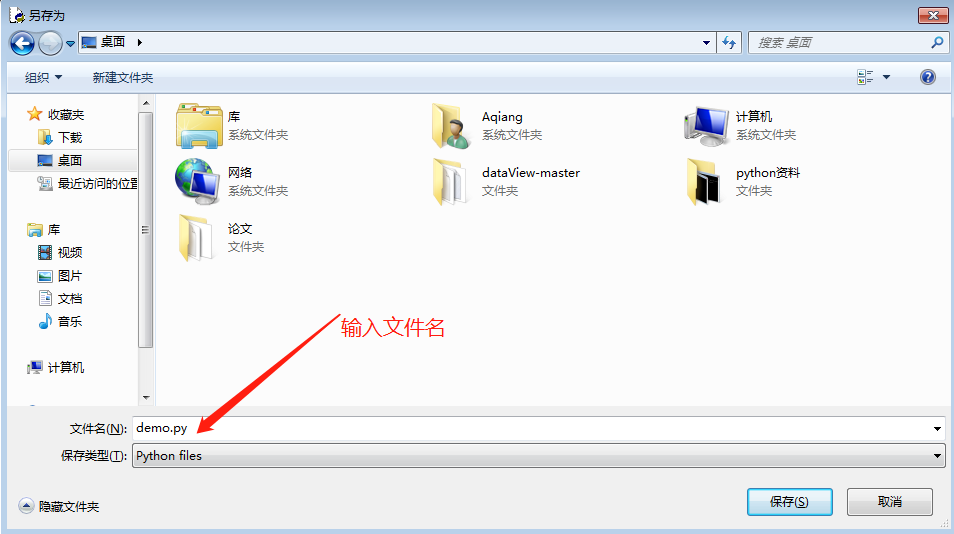 另存为
桌面
搜索 桌面
组织
新建文件夹
收藏夹
下载
桌面
最近访问的位置
库
视频
图片
文档
音乐
计算机
库
系统文件夹
Aqiang
系统文件夹
计算机
系统文件夹
网络
系统文件夹
dataView-master
文件夹
python资料
文件夹
论文
文件夹
输入文件名
文件名(N):
demo.py
保存类型(T):
Python files
隐藏文件夹
保存(S)
取消